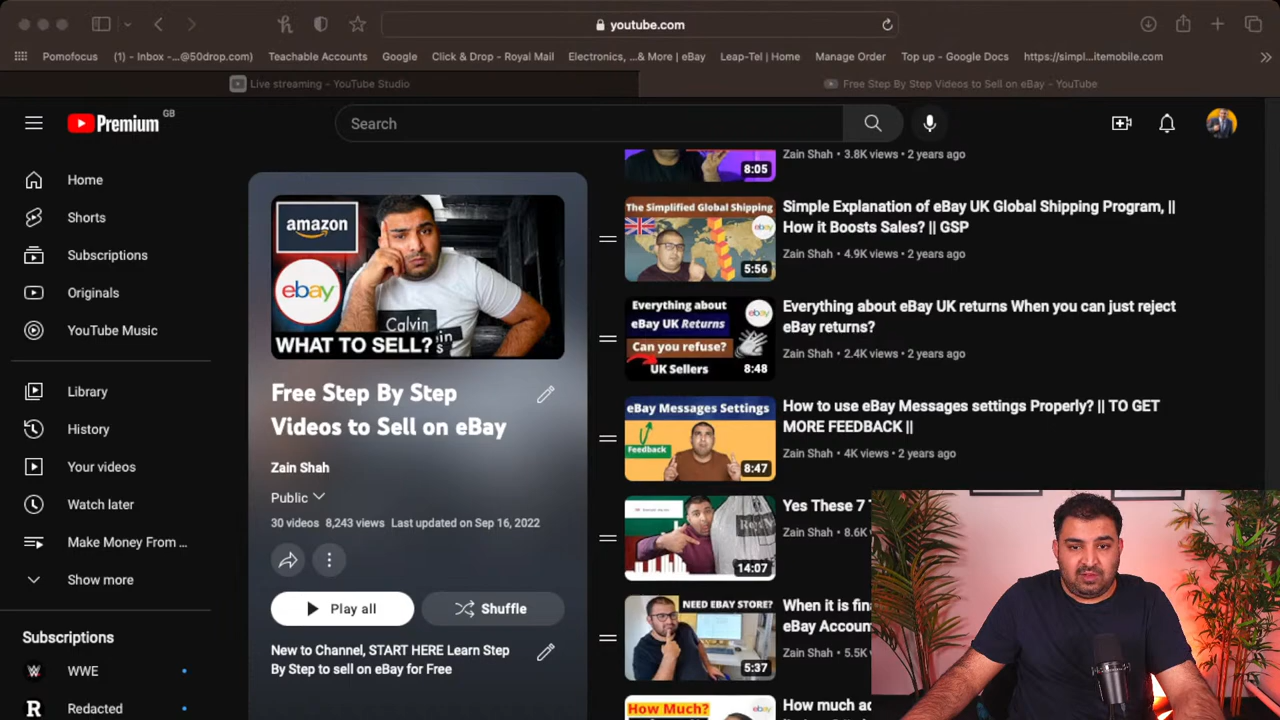 youtube.com
Pomofocus
(1) - Inbox -...@50drop.com)
Teachable Accounts
Google
Click & Drop - Royal Mail
Electronics, ...& More | eBay
Leap-Tel | Home
Manage Order
Top up - Google Docs
https://simpl...itemobile.com
Live streaming - YouTube Studio
Free Step By Step Videos to Sell on eBay - YouTube
Premium GB
Search
Home
Shorts
Subscriptions
Originals
YouTube Music
Library
History
Your videos
Watch later
Make Money From ...
Show more
Subscriptions
WWE
Redacted
amazon
ebay
Calvin
WHAT TO SELL?
Free Step By Step
Videos to Sell on eBay
Zain Shah
Public
30 videos 8,243 views Last updated on Sep 16, 2022
Play all
Shuffle
New to Channel, START HERE Learn Step
By Step to sell on eBay for Free
8:05
Zain Shah • 3.8K views • 2 years ago
The Simplified Global Shipping
ebay
5:56
Simple Explanation of eBay UK Global Shipping Program, ||
How it Boosts Sales? || GSP
Zain Shah • 4.9K views • 2 years ago
Everything about
eBay UK Returns
Can you refuse?
UK Sellers
ebay
8:48
Everything about eBay UK returns When you can just reject
eBay returns?
Zain Shah • 2.4K views • 2 years ago
eBay Messages Settings
Feedback
8:47
How to use eBay Messages settings Properly? || TO GET
MORE FEEDBACK ||
Zain Shah • 4K views • 2 years ago
14:07
Yes These 7
Zain Shah • 8.6K
NEED EBAY STORE?
5:37
When it is fina
eBay Accoun
Zain Shah • 5.5K
How Much?
ebay
How much ac